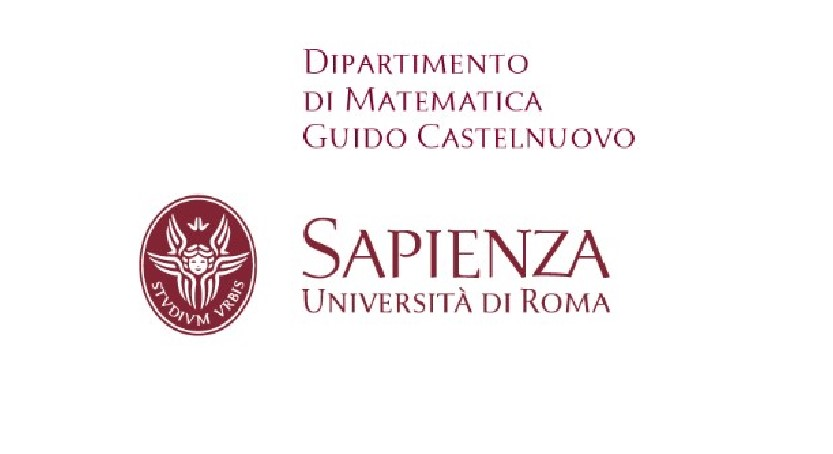 DIPARTIMENTO
DI MATEMATICA
GUIDO CASTELNUOVO
SAPIENZA
UNIVERSITÀ DI ROMA
STVDIVM VRBIS